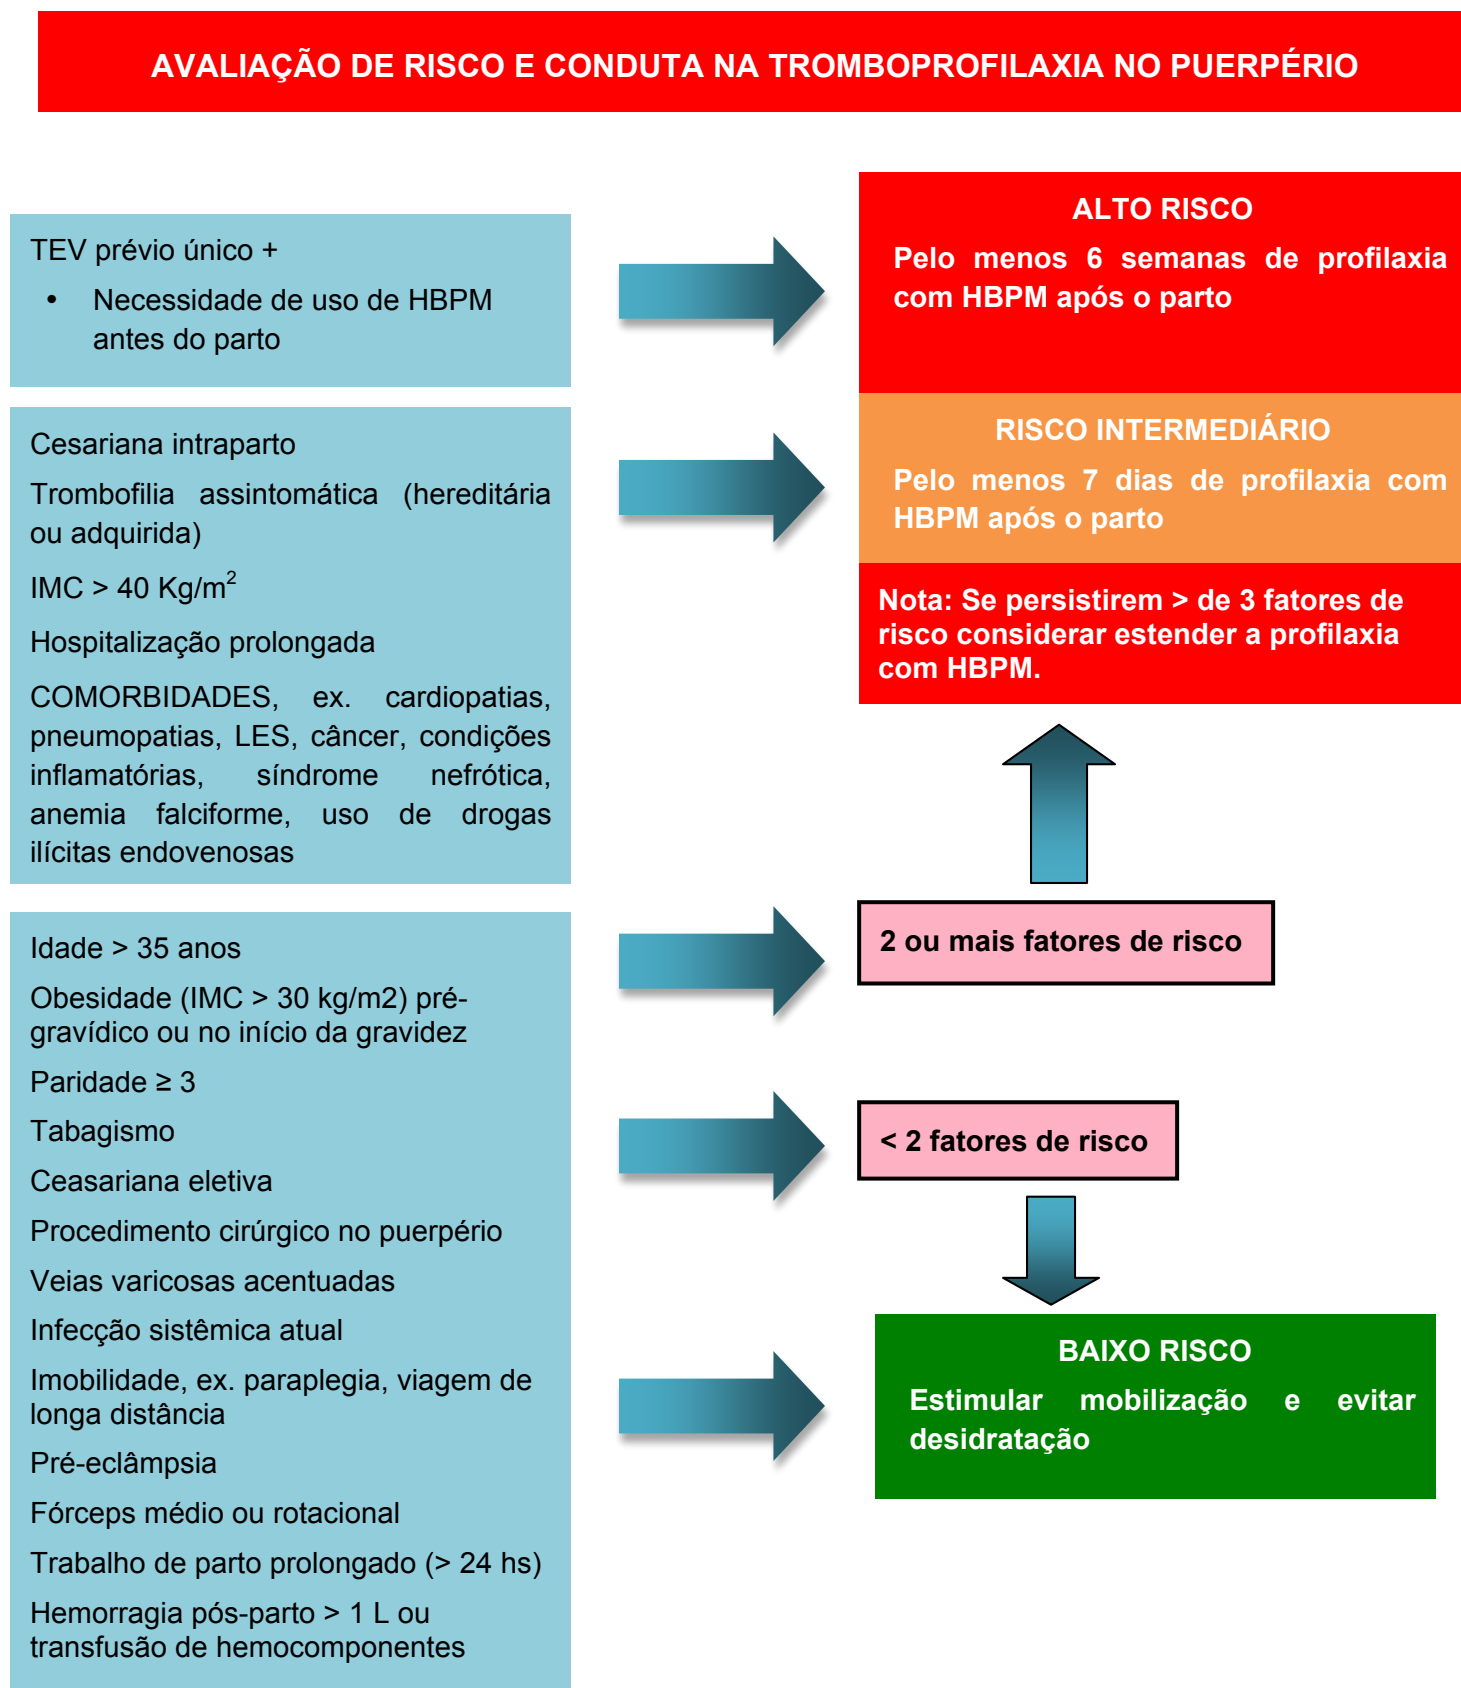 AVALIAÇÃO DE RISCO E CONDUTA NA TROMBOPROFILAXIA NO PUERPÉRIO
TEV prévio único +
• Necessidade de uso de HBPM
antes do parto
ALTO RISCO
Pelo menos 6 semanas de profilaxia
com HBPM após o parto
Cesariana intraparto
Trombofilia assintomática (hereditária
ou adquirida)
IMC > 40 Kg/m²
Hospitalização prolongada
COMORBIDADES, ex. cardiopatias,
pneumopatias, LES, câncer, condições
inflamatórias, síndrome nefrótica,
anemia falciforme, uso de drogas
ilícitas endovenosas
RISCO INTERMEDIÁRIO
Pelo menos 7 dias de profilaxia com
HBPM após o parto
Nota: Se persistirem > de 3 fatores de
risco considerar estender a profilaxia
com HBPM.
Idade > 35 anos
Obesidade (IMC > 30 kg/m2) pré-
gravídico ou no início da gravidez
Paridade ≥ 3
Tabagismo
Ceasariana eletiva
Procedimento cirúrgico no puerpério
Veias varicosas acentuadas
Infecção sistêmica atual
Imobilidade, ex. paraplegia, viagem de
longa distância
Pré-eclâmpsia
Fórceps médio ou rotacional
Trabalho de parto prolongado (> 24 hs)
Hemorragia pós-parto > 1 L ou
transfusão de hemocomponentes
2 ou mais fatores de risco
< 2 fatores de risco
BAIXO RISCO
Estimular mobilização e evitar
desidratação